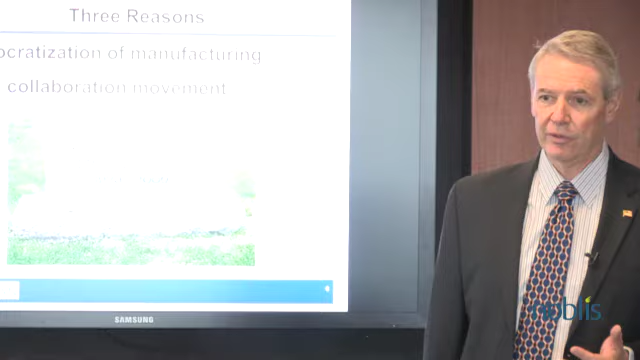 Three Reasons
ocratization of manufacturing
collaboration movement
SAMSUNG
noblis